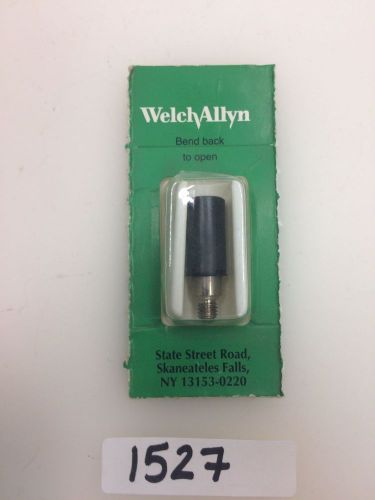 WelchAllyn
Bend back
to open
State Street Road,
Skaneateles Falls,
NY 13153-0220
1527